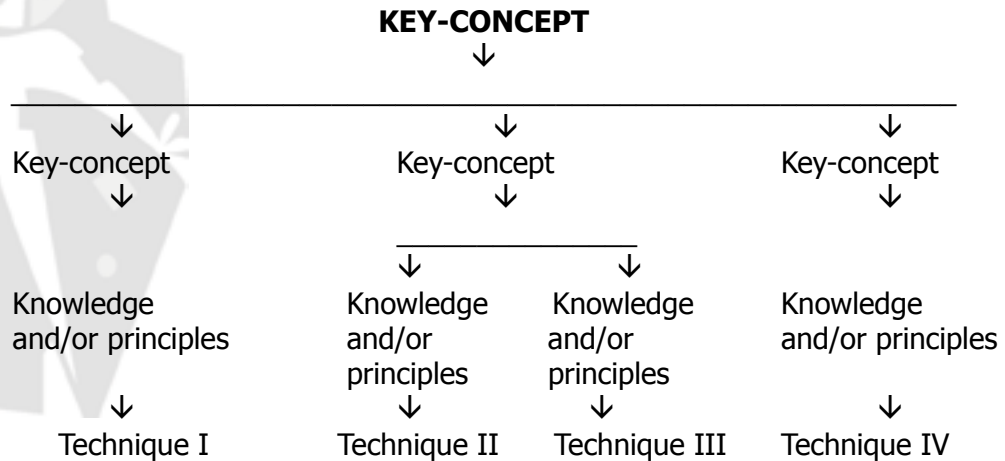 KEY-CONCEPT
Key-concept Key-concept Key-concept
Knowledge Knowledge Knowledge Knowledge
and/or principles and/or and/or and/or principles
principles principles
Technique I Technique II Technique III Technique IV